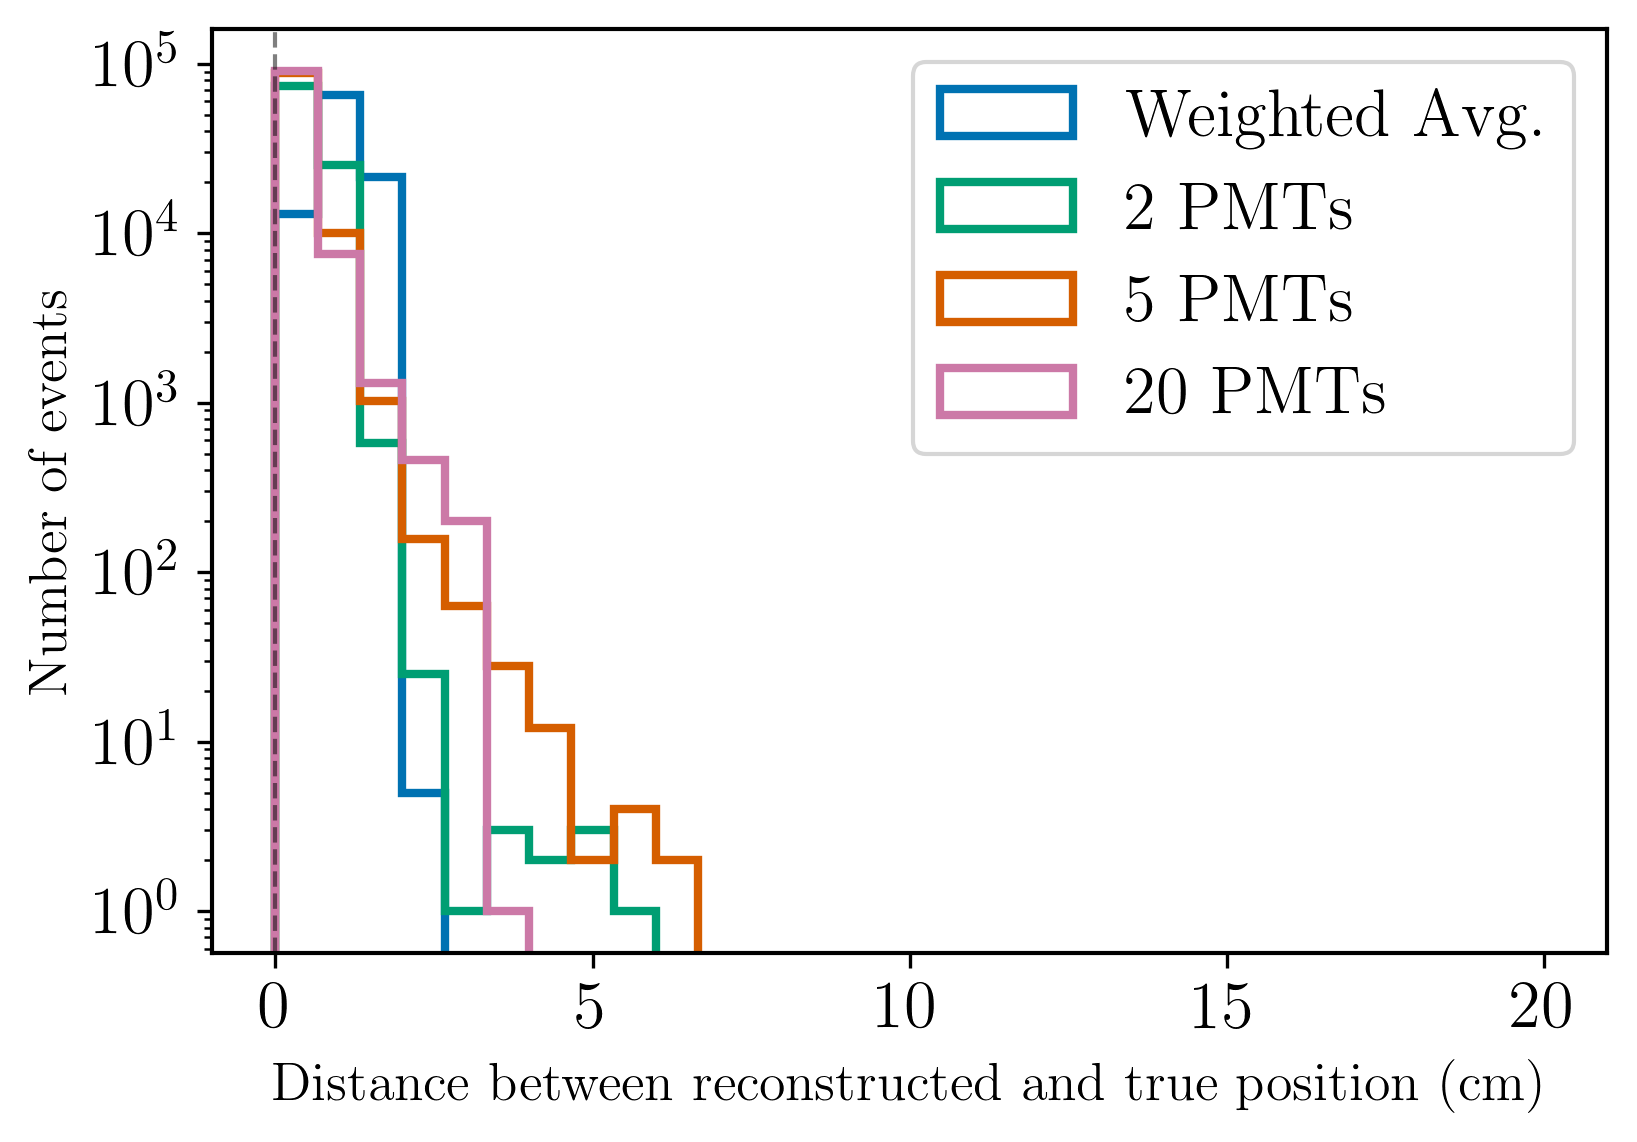 10^5
10^4
10^3
10^2
10^1
10^0
Number of events
Weighted Avg.
2 PMTs
5 PMTs
20 PMTs
0 5 10 15 20
Distance between reconstructed and true position (cm)